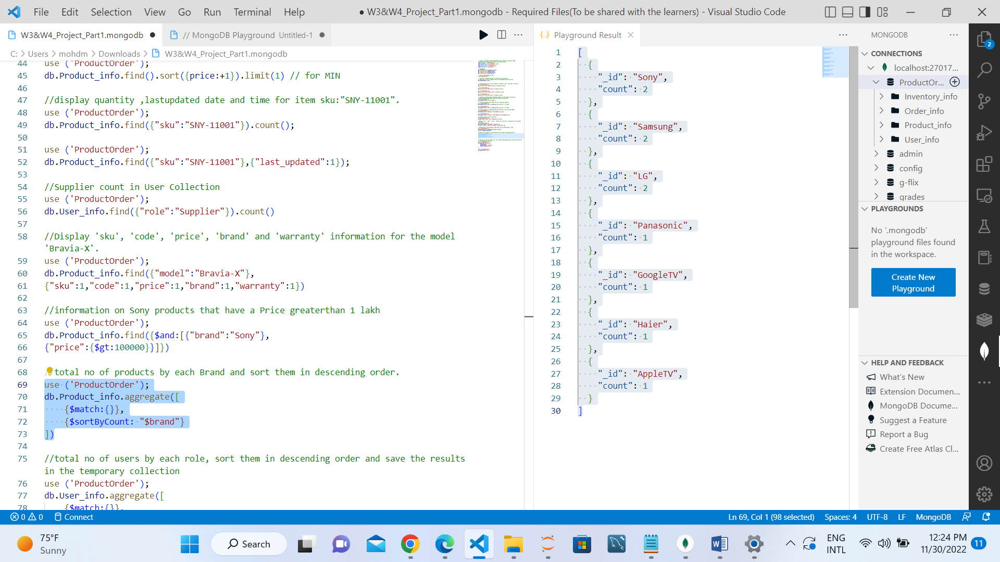 File Edit Selection View Go Run Terminal Help
● W3&W4_Project_Part1.mongodb - Required Files(To be shared with the learners) - Visual Studio Code
W3&W4_Project_Part1.mongodb ●
// MongoDB Playground Untitled-1 ●
C: > Users > mohdm > Downloads > W3&W4_Project_Part1.mongodb
44 use ('ProductOrder');
45 db.Product_info.find().sort({price:+1}).limit(1) // for MIN
46
47 //display quantity ,lastupdated date and time for item sku:"SNY-11001".
48 use ('ProductOrder');
49 db.Product_info.find({"sku":"SNY-11001"}).count();
50
51 use ('ProductOrder');
52 db.Product_info.find({"sku":"SNY-11001"},{"last_updated":1});
53
54 //Supplier count in User Collection
55 use ('ProductOrder');
56 db.User_info.find({"role":"Supplier"}).count()
57
58 //Display 'sku', 'code', 'price', 'brand' and 'warranty' information for the model
'Bravia-X'.
59 use ('ProductOrder');
60 db.Product_info.find({"model":"Bravia-X"},
61 {"sku":1,"code":1,"price":1,"brand":1,"warranty":1})
62
63 //information on Sony products that have a Price greaterthan 1 lakh
64 use ('ProductOrder');
65 db.Product_info.find({$and:[{"brand":"Sony"},
66 {"price":{$gt:100000}}]})
67
68 total no of products by each Brand and sort them in descending order.
69 use ('ProductOrder');
70 db.Product_info.aggregate([
71 {$match:{}},
72 {$sortByCount: "$brand"}
73 ])
74
75 //total no of users by each role, sort them in descending order and save the results
in the temporary collection
76 use ('ProductOrder');
77 db.User_info.aggregate([
78 {$match:{}},
Playground Result
1 [
2 {
3 "_id": "Sony",
4 "count": 2
5 },
6 {
7 "_id": "Samsung",
8 "count": 2
9 },
10 {
11 "_id": "LG",
12 "count": 2
13 },
14 {
15 "_id": "Panasonic",
16 "count": 1
17 },
18 {
19 "_id": "GoogleTV",
20 "count": 1
21 },
22 {
23 "_id": "Haier",
24 "count": 1
25 },
26 {
27 "_id": "AppleTV",
28 "count": 1
29 }
30 ]
MONGODB
CONNECTIONS
localhost:27017...
ProductOr...
Inventory_info
Order_info
Product_info
User_info
admin
config
g-flix
grades
PLAYGROUNDS
No '.mongodb'
playground files found
in the workspace.
Create New
Playground
HELP AND FEEDBACK
What's New
Extension Documen...
MongoDB Docume...
Suggest a Feature
Report a Bug
Create Free Atlas Cl...
2
0 0 Connect
Ln 69, Col 1 (98 selected) Spaces: 4 UTF-8 LF MongoDB
75°F
Sunny
Search
ENG
INTL
12:24 PM
11/30/2022
11